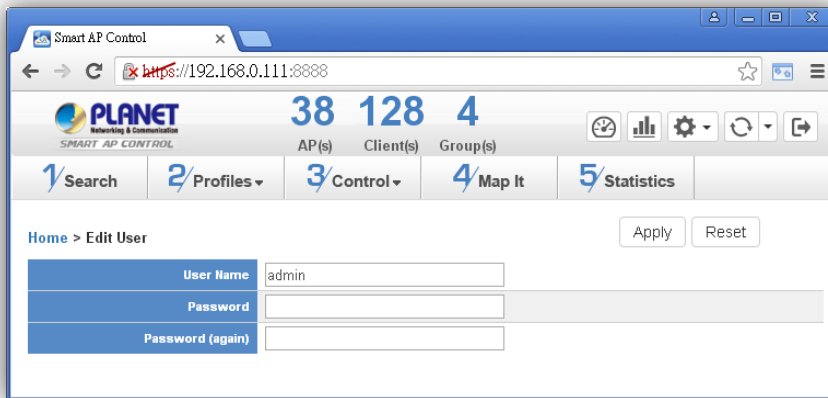 Smart AP Control
https://192.168.0.111:8888
PLANET
Networking & Communication
SMART AP CONTROL
38 128 4
AP(s) Client(s) Group(s)
1 Search 2 Profiles 3 Control 4 Map It 5 Statistics
Home > Edit User
Apply Reset
User Name admin
Password
Password (again)